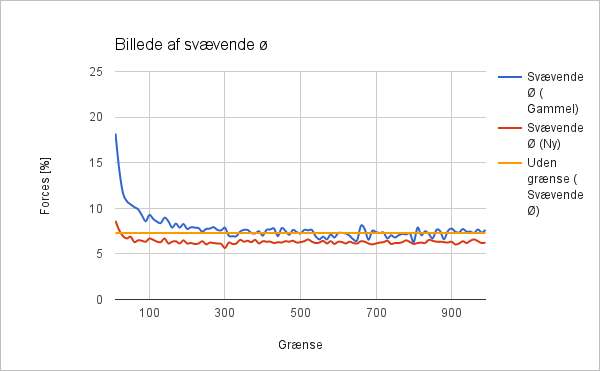 Billede af svævende ø
Forces [%]
25
20
15
10
5
0
100
300
500
700
900
Grænse
Svævende
Ø (
Gammel)
Svævende
Ø (Ny)
Uden
grænse (
Svævende
Ø)